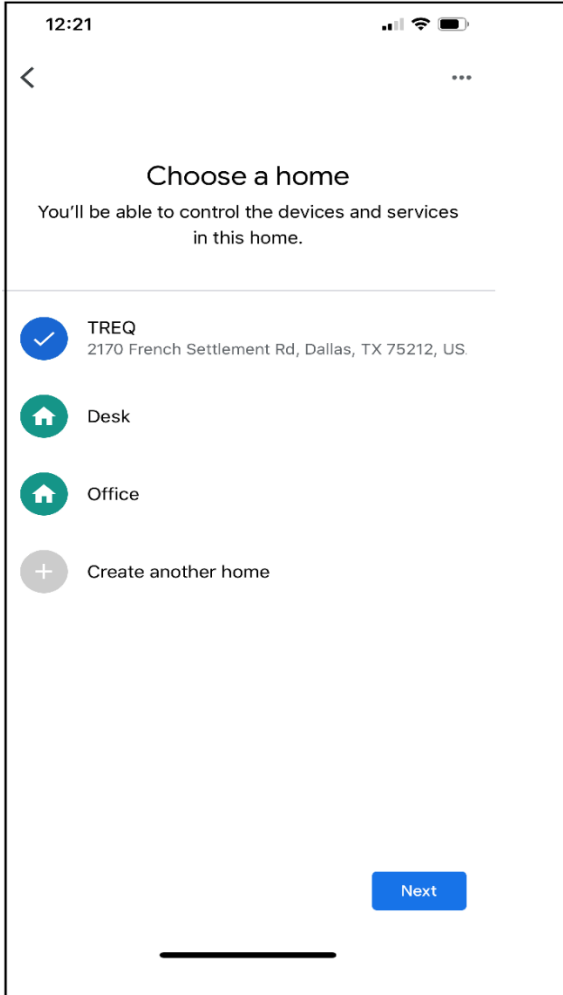 12:21
Choose a home
You'll be able to control the devices and services
in this home.
TREQ
2170 French Settlement Rd, Dallas, TX 75212, US.
Desk
Office
Create another home
Next